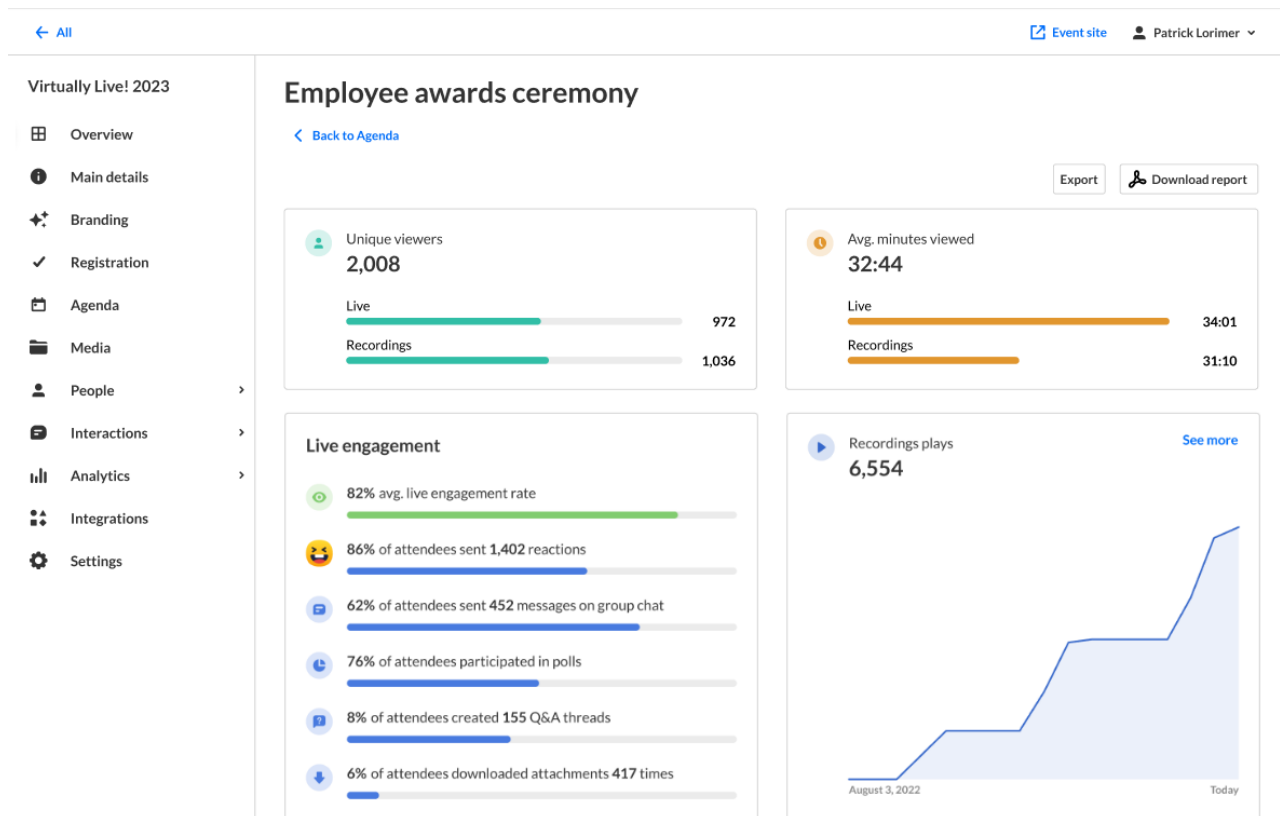 All
Event site
Patrick Lorimer
Virtually Live! 2023
Overview
Main details
Branding
Registration
Agenda
Media
People
Interactions
Analytics
Integrations
Settings
Employee awards ceremony
Back to Agenda
Export
Download report
Unique viewers
2,008
Live
972
Recordings
1,036
Avg. minutes viewed
32:44
Live
34:01
Recordings
31:10
Live engagement
82% avg. live engagement rate
86% of attendees sent 1,402 reactions
62% of attendees sent 452 messages on group chat
76% of attendees participated in polls
8% of attendees created 155 Q&A threads
6% of attendees downloaded attachments 417 times
Recordings plays
See more
6,554
August 3, 2022
Today